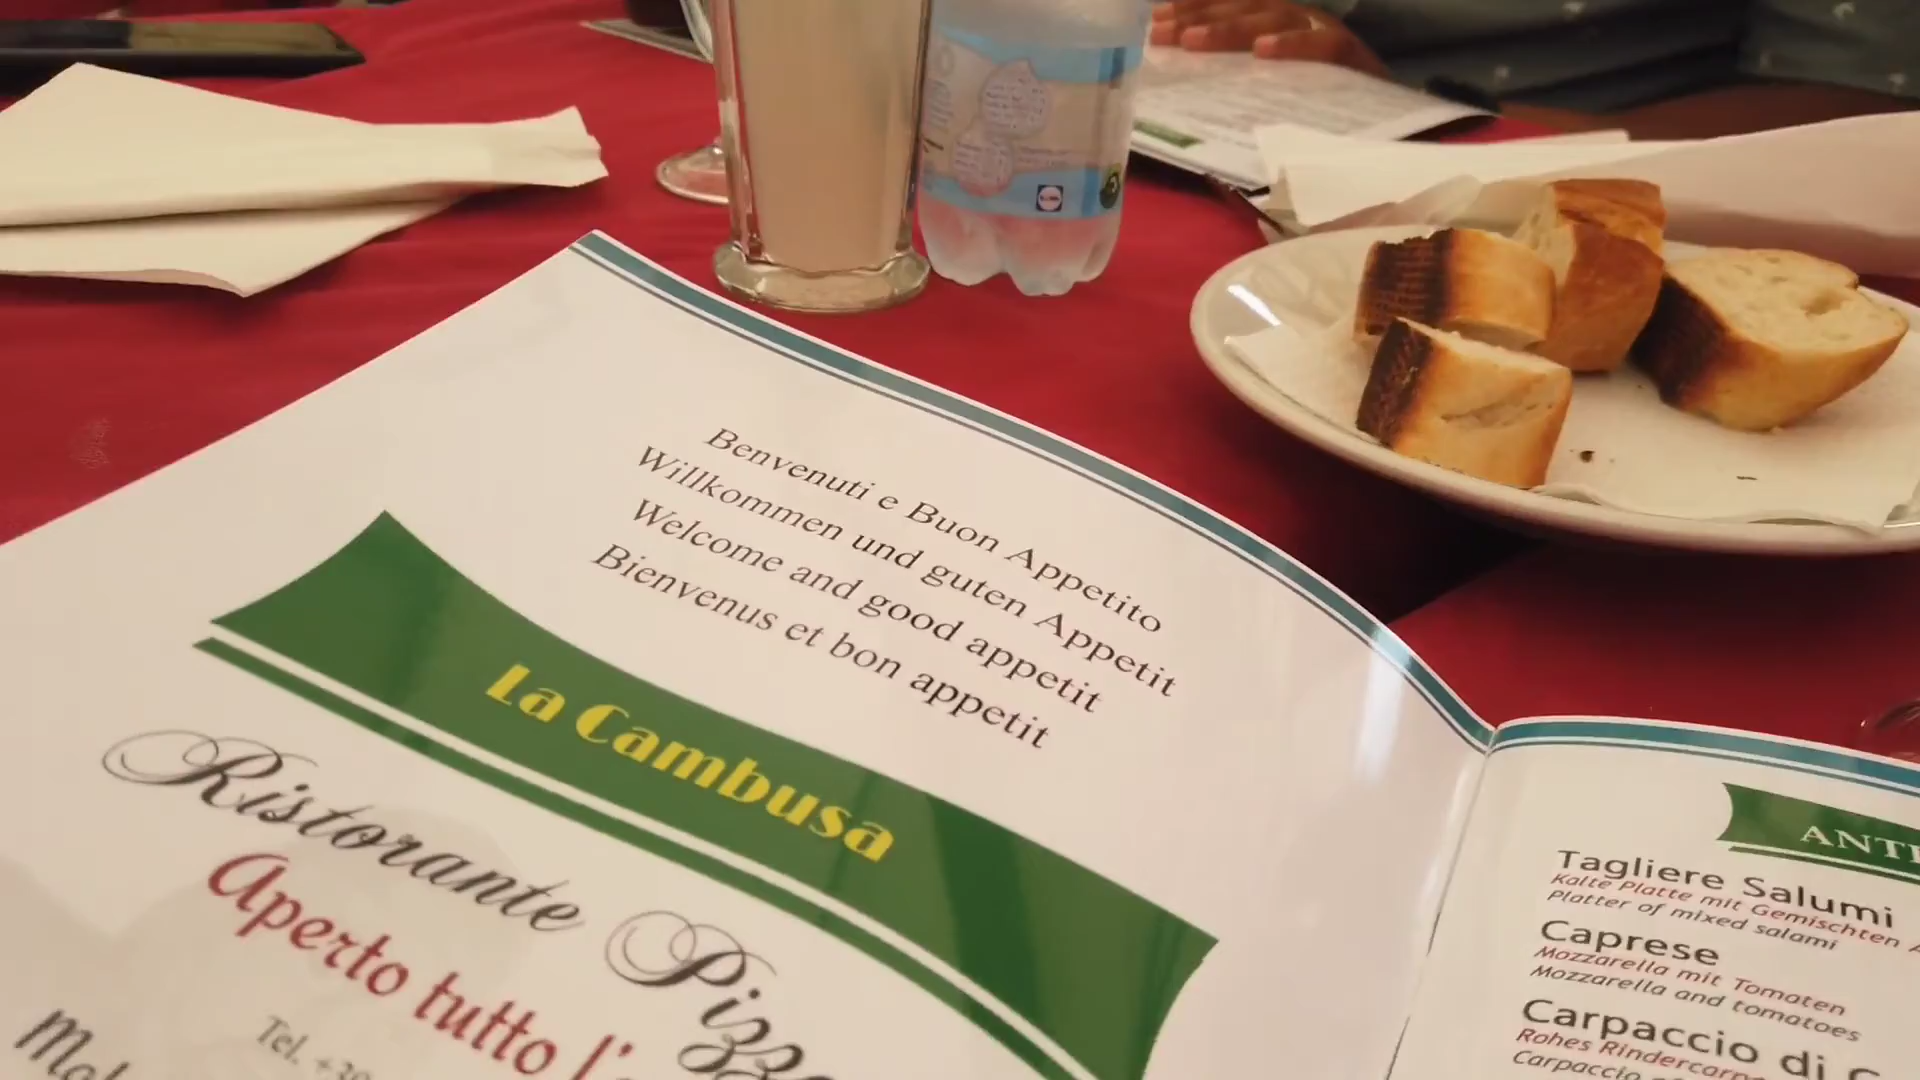 Benvenuti e Buon Appetito
Willkommen und guten Appetit
Welcome and good appetit
Bienvenus et bon appetit
La Cambusa
Ristorante Pizz
Aperto tutto l'
Tel. +39
ANT
Tagliere Salumi
Kalte Platte mit Gemischten
Platter of mixed salami
Caprese
Mozzarella mit Tomaten
Mozzarella and tomatoes
Carpaccio di
Rohes Rindercarp
Carpaccio